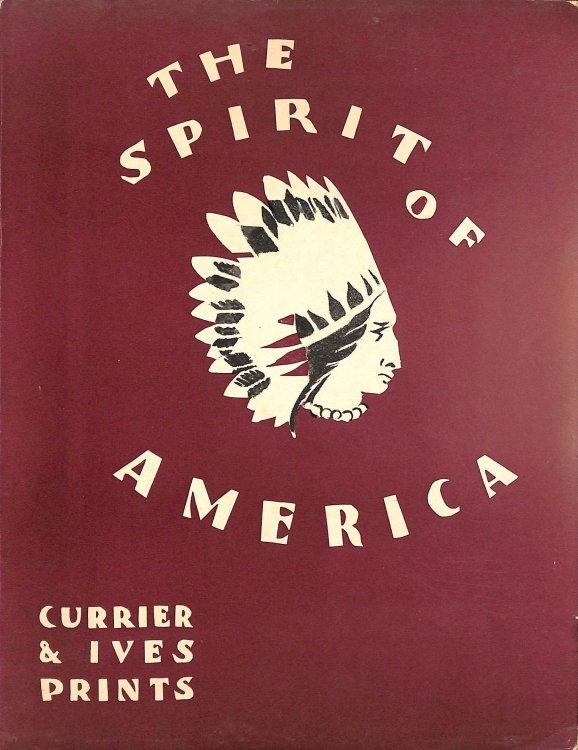 THE
SPIRIT OF
AMERICA
CURRIER
& IVES
PRINTS